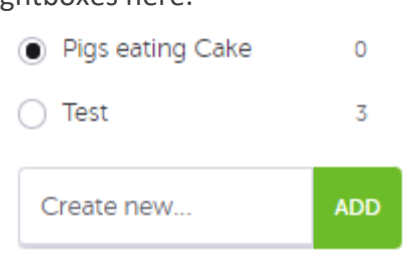 ghtboxes here:
Pigs eating Cake 0
Test 3
Create new... ADD